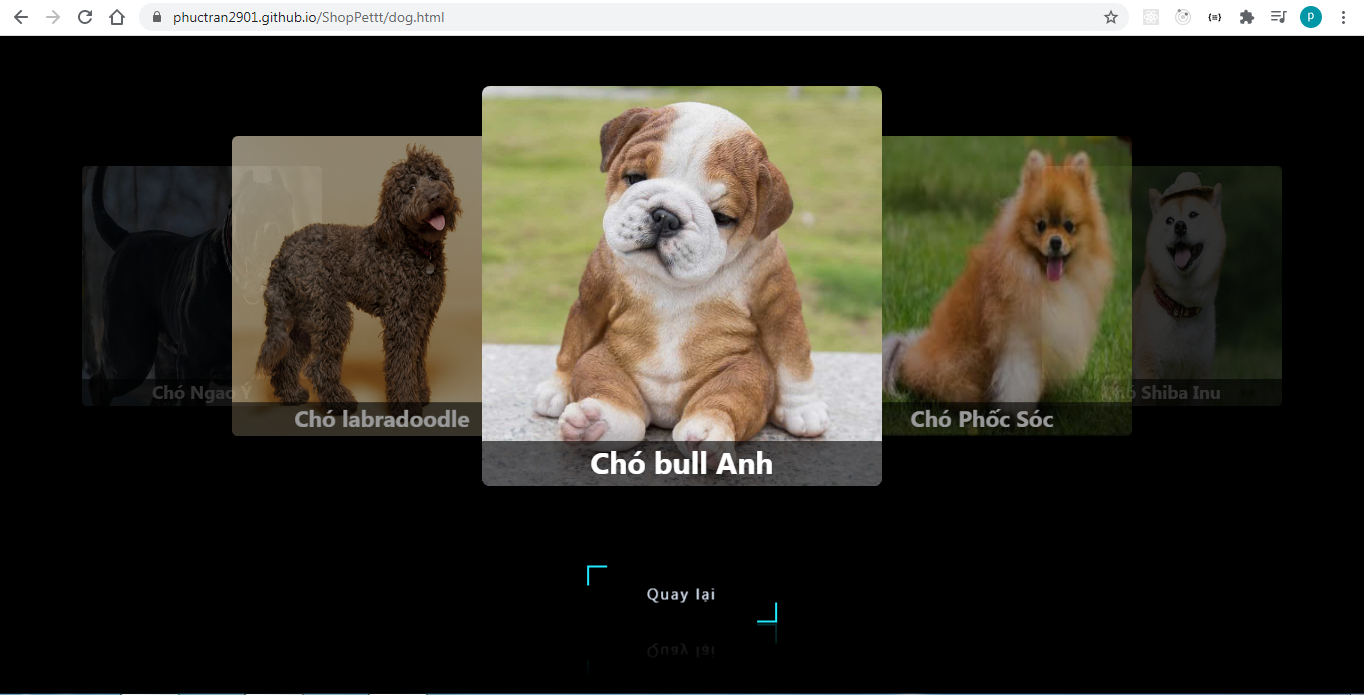 phuctran2901.github.io/ShopPettt/dog.html
p
Chó Ngao Ý
Chó labradoodle
Chó bull Anh
Chó Phốc Sóc
Chó Shiba Inu
Quay lại